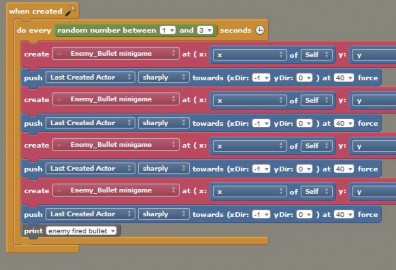 when created
do every random number between 1 and 3 seconds
create Enemy_Bullet minigame at ( x: x of Self y: y
push Last Created Actor sharply towards (xDir: -1 yDir: 0 ) at 40 force
create Enemy_Bullet minigame at ( x: x of Self y: y
push Last Created Actor sharply towards (xDir: -1 yDir: 0 ) at 40 force
create Enemy_Bullet minigame at ( x: x of Self y: y
push Last Created Actor sharply towards (xDir: -1 yDir: 0 ) at 40 force
create Enemy_Bullet minigame at ( x: x of Self y: y
push Last Created Actor sharply towards (xDir: -1 yDir: 0 ) at 40 force
print enemy fired bullet